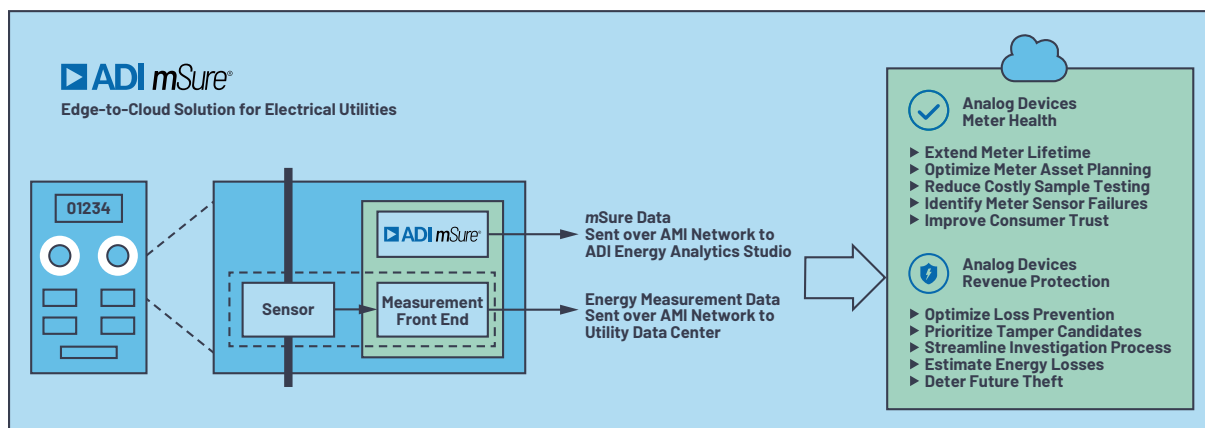 ADI mSure®
Edge-to-Cloud Solution for Electrical Utilities
01234
ADI mSure®
Sensor
Measurement
Front End
mSure Data
Sent over AMI Network to
ADI Energy Analytics Studio
Energy Measurement Data
Sent over AMI Network to
Utility Data Center
Analog Devices
Meter Health
Extend Meter Lifetime
Optimize Meter Asset Planning
Reduce Costly Sample Testing
Identify Meter Sensor Failures
Improve Consumer Trust
Analog Devices
Revenue Protection
Optimize Loss Prevention
Prioritize Tamper Candidates
Streamline Investigation Process
Estimate Energy Losses
Deter Future Theft